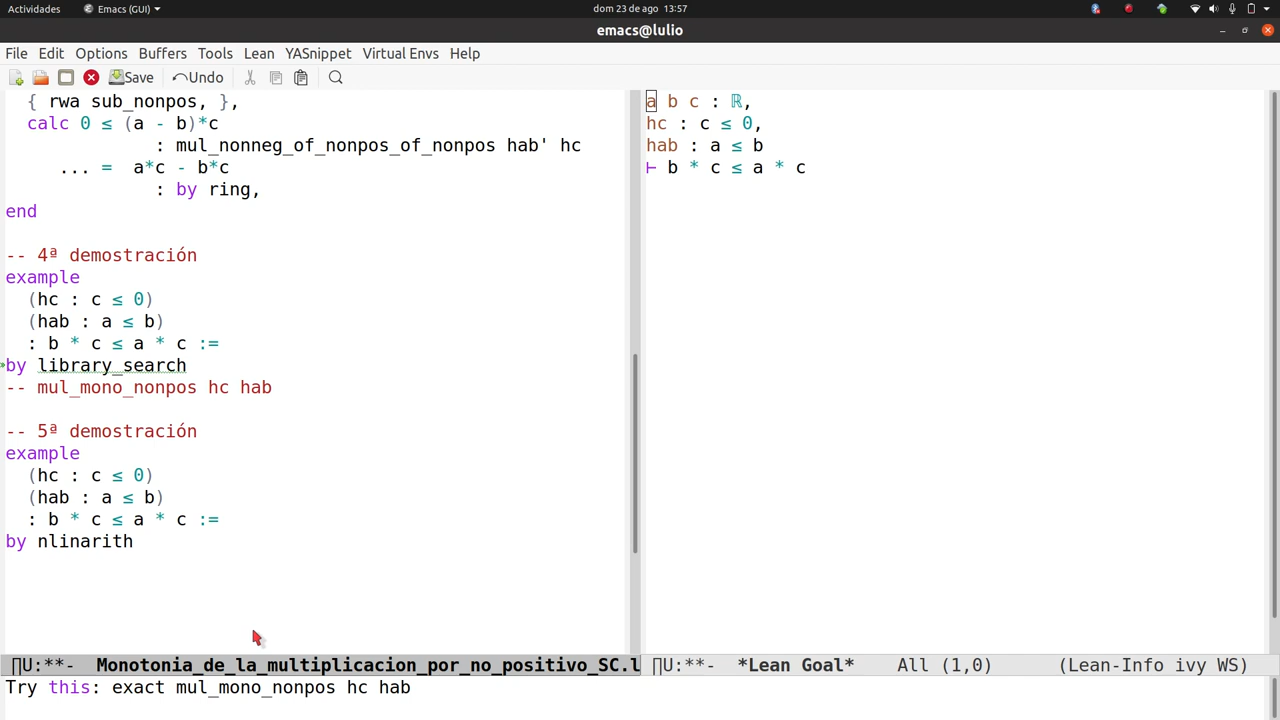 Actividades Emacs (GUI) dom 23 de ago 13:57
emacs@lulio
File Edit Options Buffers Tools Lean YASnippet Virtual Envs Help
Save Undo
{ rwa sub_nonpos, },
calc 0 ≤ (a - b)*c
: mul_nonneg_of_nonpos_of_nonpos hab' hc
... = a*c - b*c
: by ring,
end
-- 4ª demostración
example
(hc : c ≤ 0)
(hab : a ≤ b)
: b * c ≤ a * c :=
by library_search
-- mul_mono_nonpos hc hab
-- 5ª demostración
example
(hc : c ≤ 0)
(hab : a ≤ b)
: b * c ≤ a * c :=
by nlinarith
a b c : ℝ,
hc : c ≤ 0,
hab : a ≤ b
⊢ b * c ≤ a * c
U:**- Monotonia_de_la_multiplicacion_por_no_positivo_SC.l
U:**- *Lean Goal* All (1,0) (Lean-Info ivy WS)
Try this: exact mul_mono_nonpos hc hab